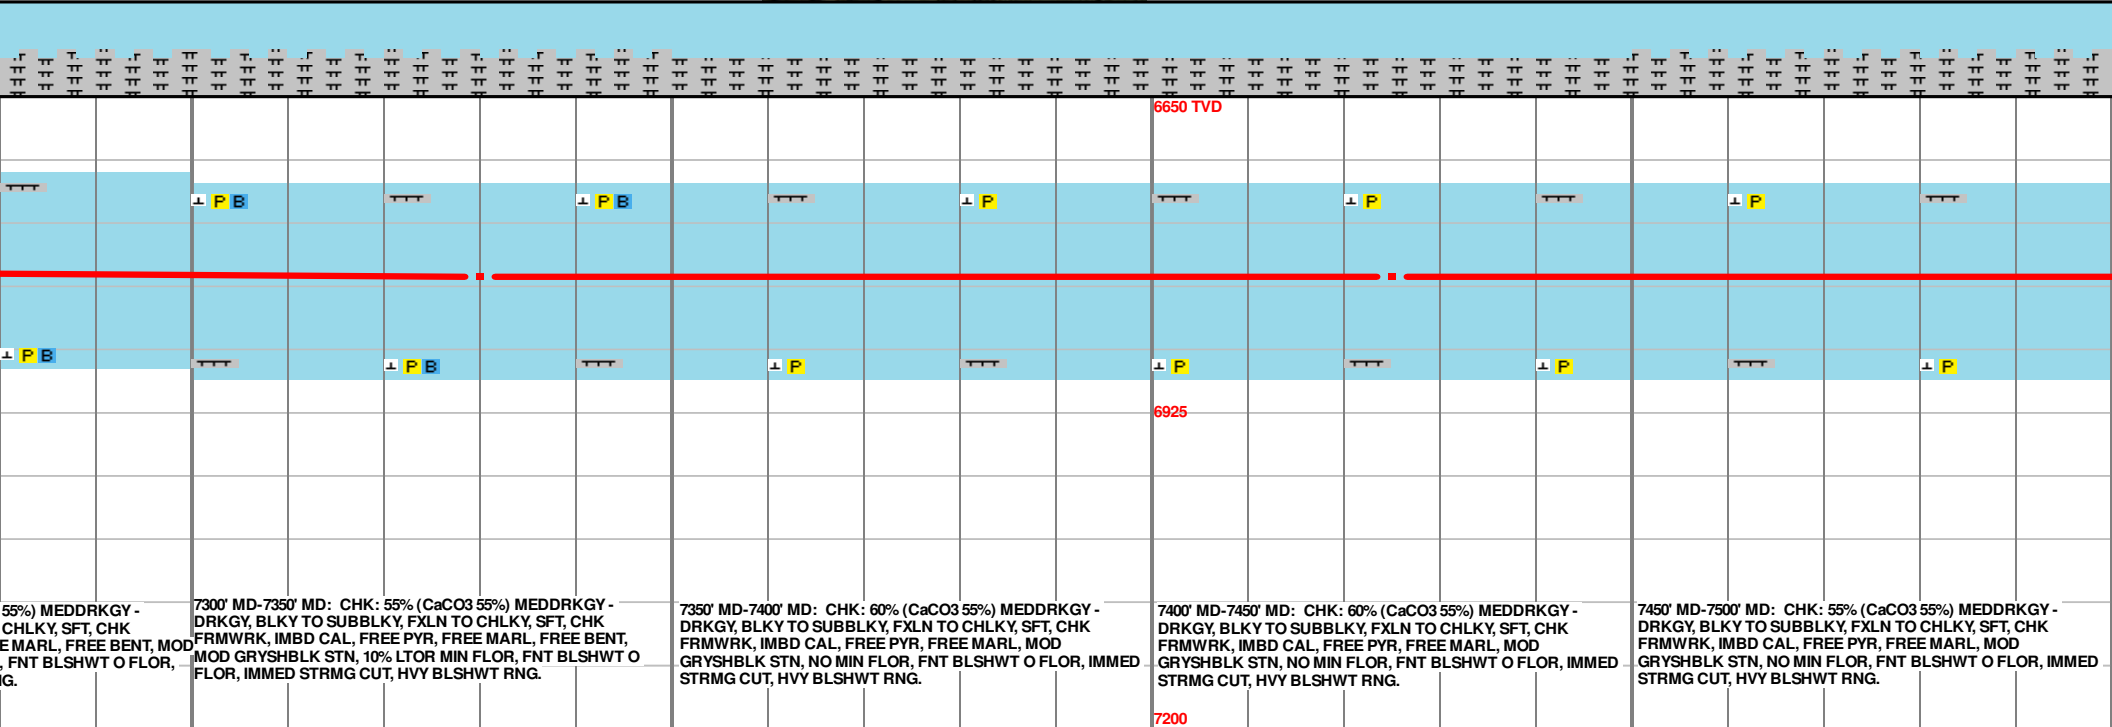 6650 TVD
P B
P B
P
P
P
P B
P B
P
P
P
P
6925
55%) MEDDRKGY -
CHLKY, SFT, CHK
E MARL, FREE BENT, MOD
, FNT BLSHWT O FLOR,
IG.
7300' MD-7350' MD: CHK: 55% (CaCO3 55%) MEDDRKGY -
DRKGY, BLKY TO SUBBLKY, FXLN TO CHLKY, SFT, CHK
FRMWRK, IMBD CAL, FREE PYR, FREE MARL, FREE BENT,
MOD GRYSHBLK STN, 10% LTOR MIN FLOR, FNT BLSHWT O
FLOR, IMMED STRMG CUT, HVY BLSHWT RNG.
7350' MD-7400' MD: CHK: 60% (CaCO3 55%) MEDDRKGY -
DRKGY, BLKY TO SUBBLKY, FXLN TO CHLKY, SFT, CHK
FRMWRK, IMBD CAL, FREE PYR, FREE MARL, MOD
GRYSHBLK STN, NO MIN FLOR, FNT BLSHWT O FLOR, IMMED
STRMG CUT, HVY BLSHWT RNG.
7400' MD-7450' MD: CHK: 60% (CaCO3 55%) MEDDRKGY -
DRKGY, BLKY TO SUBBLKY, FXLN TO CHLKY, SFT, CHK
FRMWRK, IMBD CAL, FREE PYR, FREE MARL, MOD
GRYSHBLK STN, NO MIN FLOR, FNT BLSHWT O FLOR, IMMED
STRMG CUT, HVY BLSHWT RNG.
7450' MD-7500' MD: CHK: 55% (CaCO3 55%) MEDDRKGY -
DRKGY, BLKY TO SUBBLKY, FXLN TO CHLKY, SFT, CHK
FRMWRK, IMBD CAL, FREE PYR, FREE MARL, MOD
GRYSHBLK STN, NO MIN FLOR, FNT BLSHWT O FLOR, IMMED
STRMG CUT, HVY BLSHWT RNG.
7200